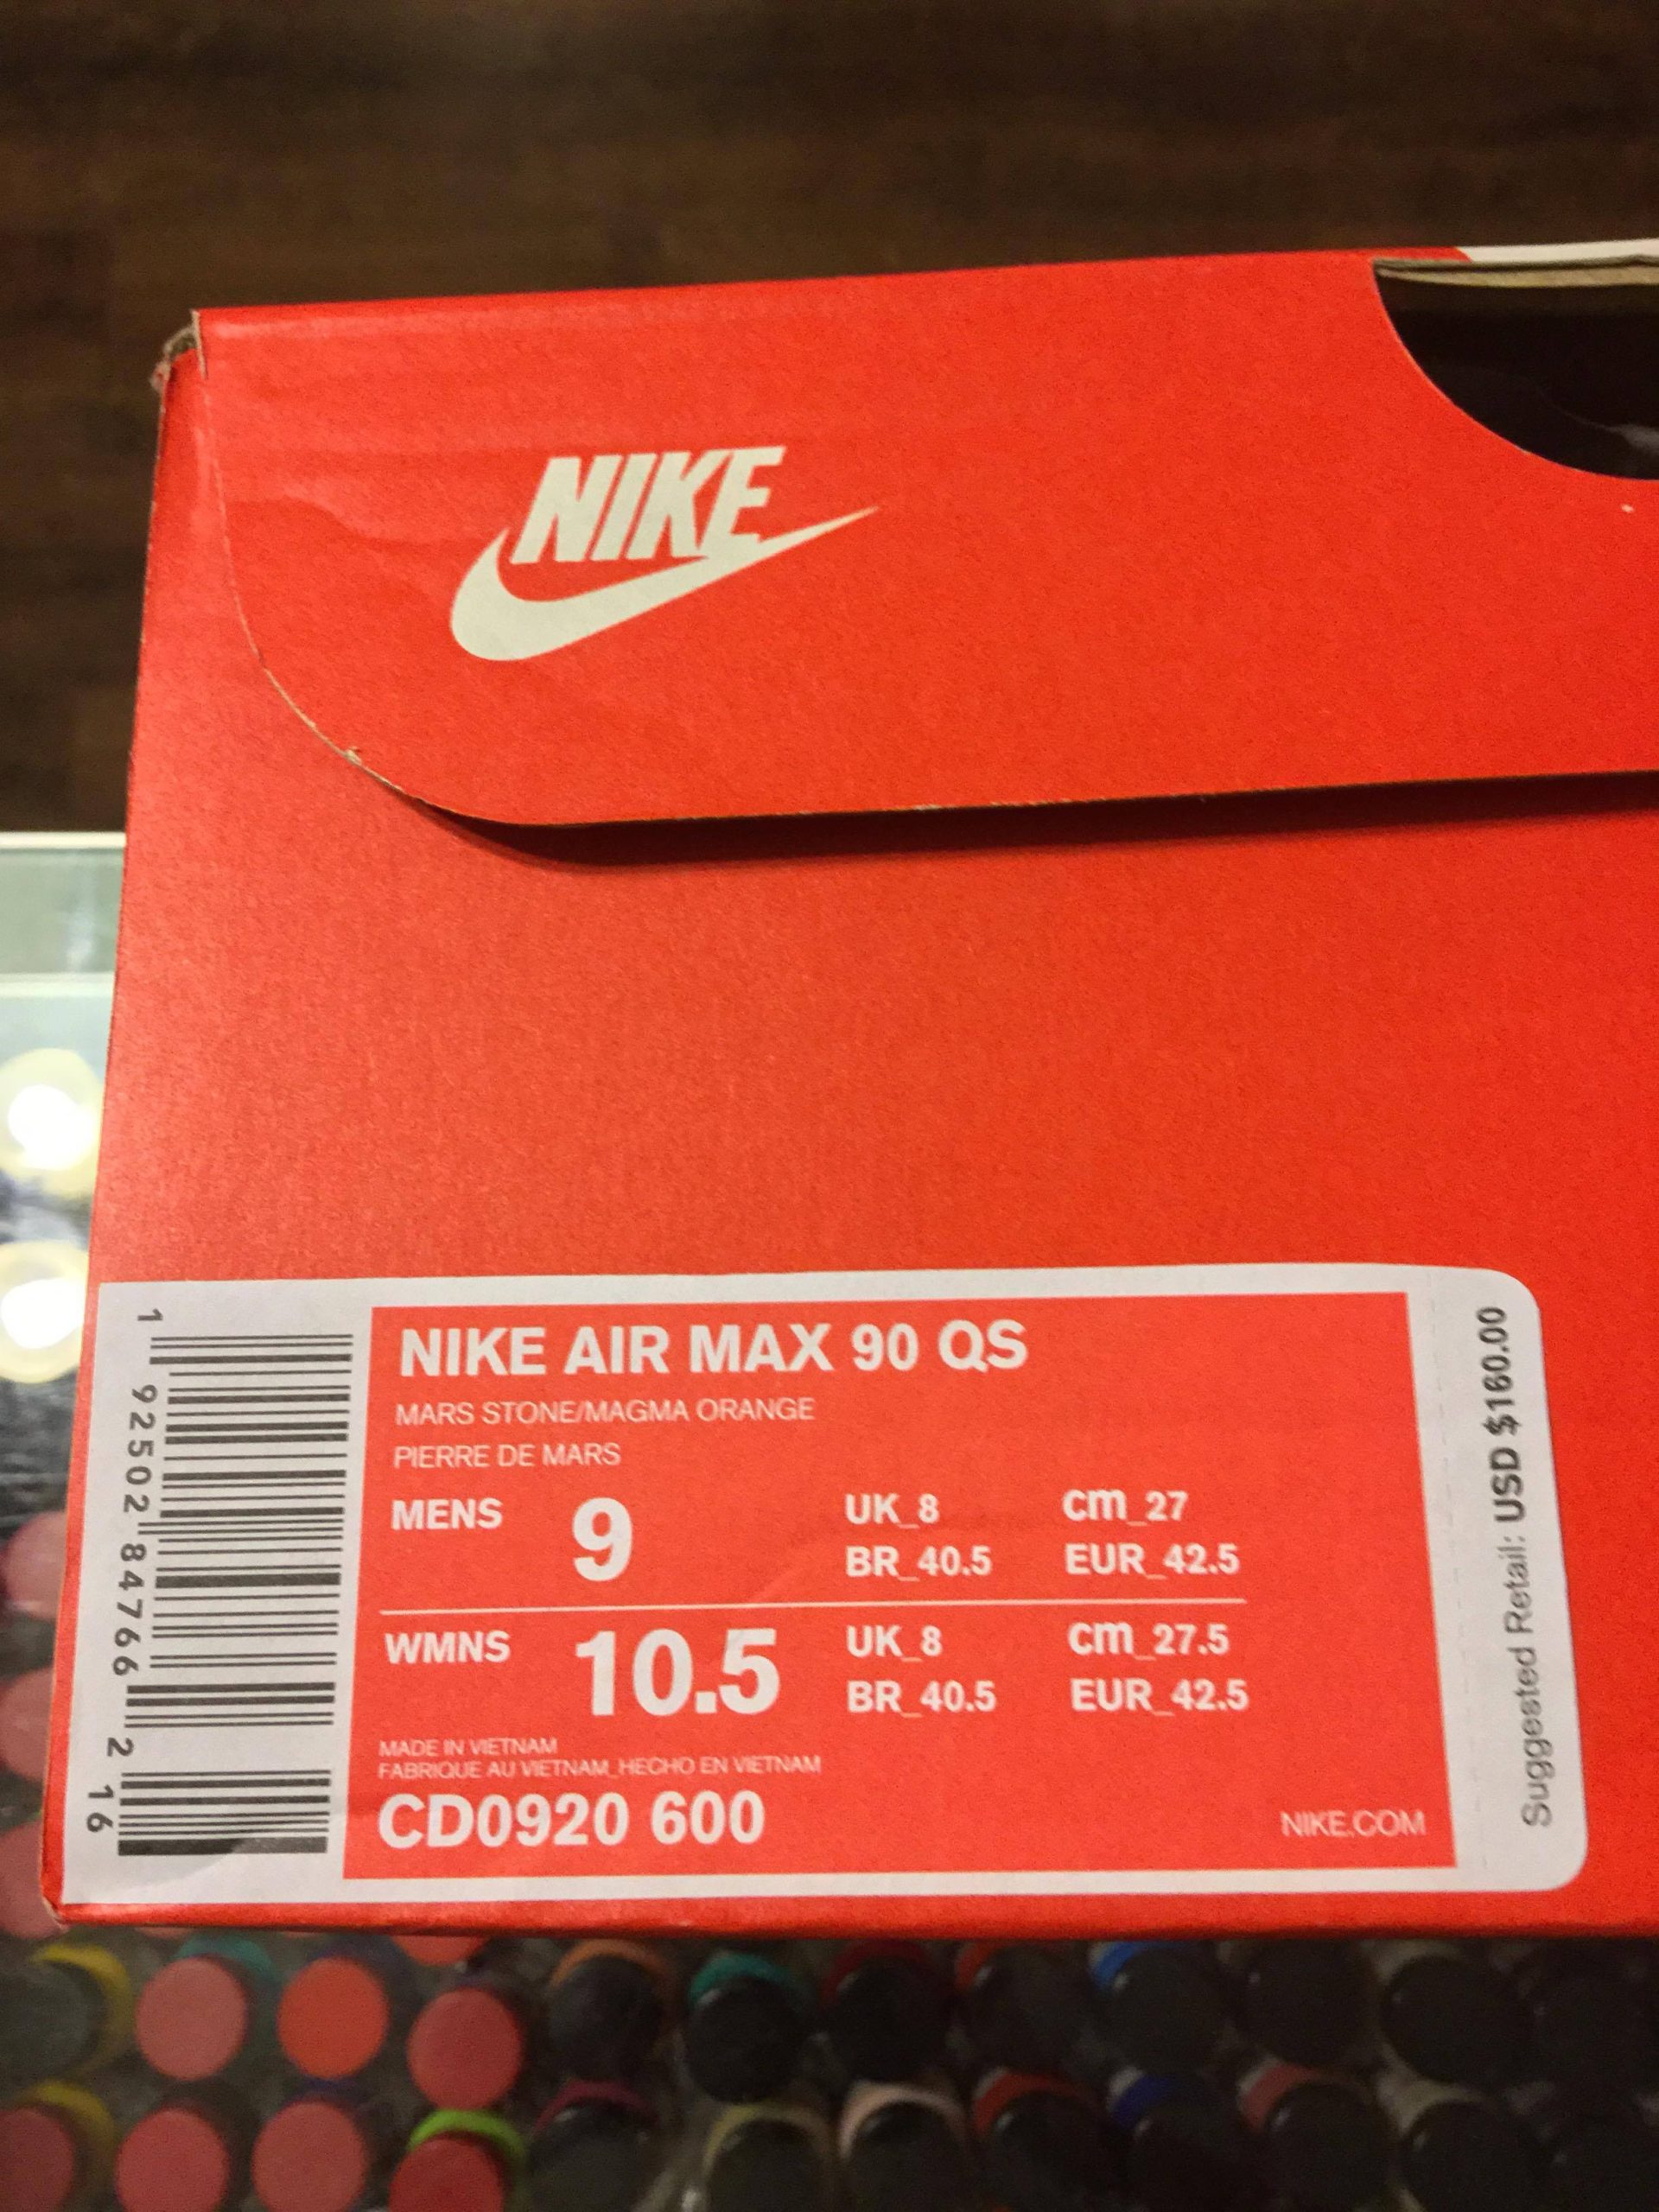 NIKE
NIKE AIR MAX 90 QS
MARS STONE/MAGMA ORANGE
PIERRE DE MARS
MENS 9 UK_8 cm_27
BR_40.5 EUR_42.5
WMNS 10.5 UK_8 cm_27.5
BR_40.5 EUR_42.5
MADE IN VIETNAM
FABRIQUE AU VIETNAM_HECHO EN VIETNAM
CD0920 600
NIKE.COM
1 92502 84766 2 16
Suggested Retail: USD $160.00